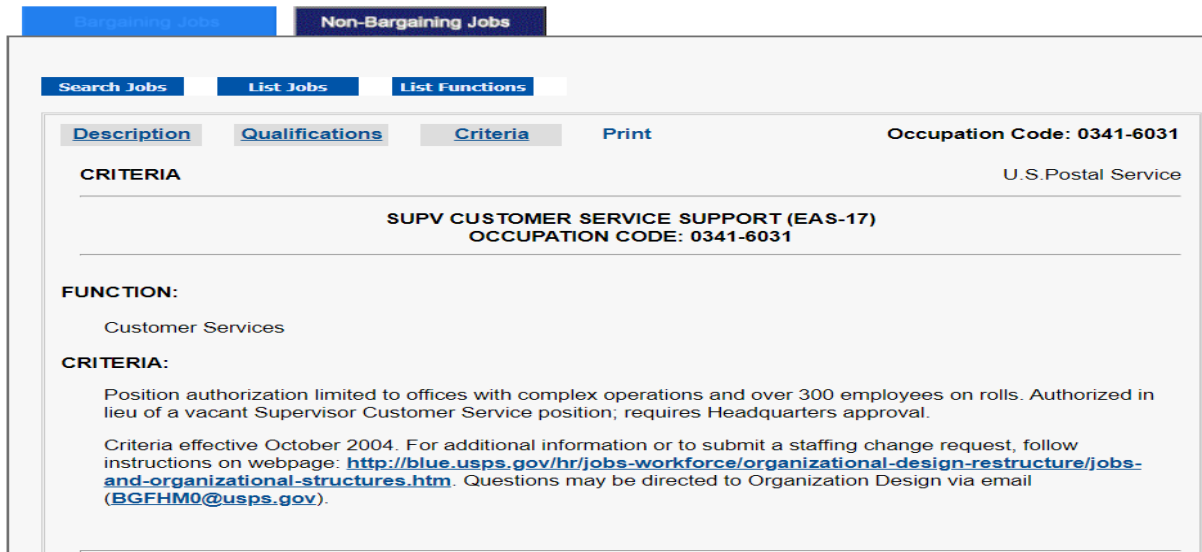 Bargaining Jobs
Non-Bargaining Jobs
Search Jobs
List Jobs
List Functions
Description
Qualifications
Criteria
Print
Occupation Code: 0341-6031
CRITERIA
U.S.Postal Service
SUPV CUSTOMER SERVICE SUPPORT (EAS-17)
OCCUPATION CODE: 0341-6031
FUNCTION:
Customer Services
CRITERIA:
Position authorization limited to offices with complex operations and over 300 employees on rolls. Authorized in
lieu of a vacant Supervisor Customer Service position; requires Headquarters approval.
Criteria effective October 2004. For additional information or to submit a staffing change request, follow
instructions on webpage: http://blue.usps.gov/hr/jobs-workforce/organizational-design-restructure/jobs-
and-organizational-structures.htm. Questions may be directed to Organization Design via email
(BGFHM0@usps.gov).